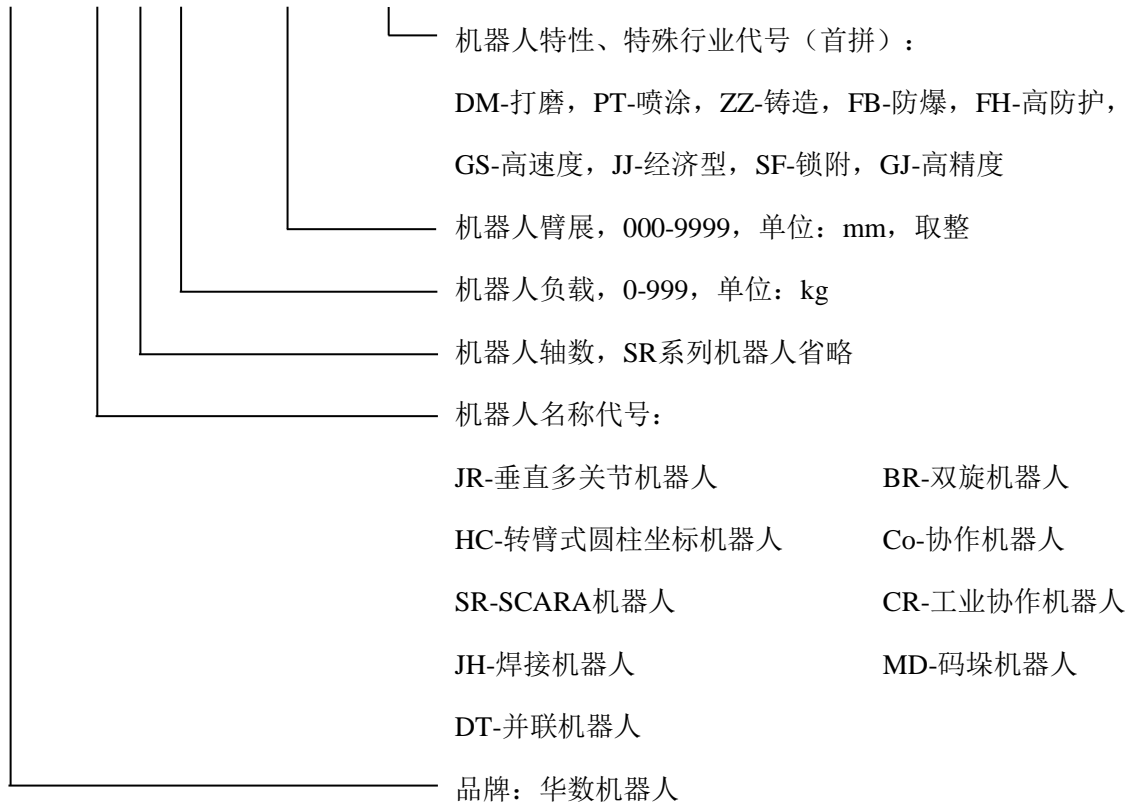 机器人特性、特殊行业代号（首拼）：
DM-打磨，PT-喷涂，ZZ-铸造，FB-防爆，FH-高防护，
GS-高速度，JJ-经济型，SF-锁附，GJ-高精度
机器人臂展，000-9999，单位：mm，取整
机器人负载，0-999，单位：kg
机器人轴数，SR系列机器人省略
机器人名称代号：
JR-垂直多关节机器人 BR-双旋机器人
HC-转臂式圆柱坐标机器人 Co-协作机器人
SR-SCARA机器人 CR-工业协作机器人
JH-焊接机器人 MD-码垛机器人
DT-并联机器人
品牌：华数机器人